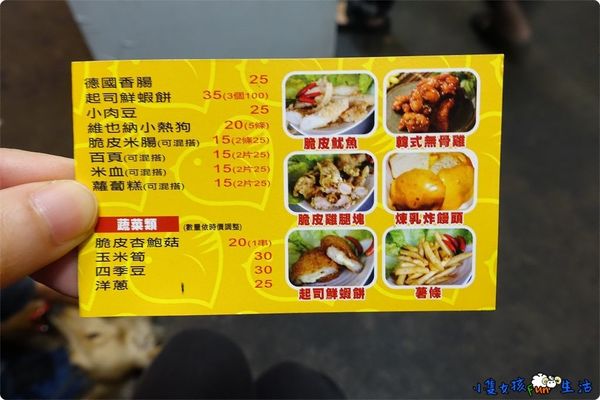 德國香腸 25
起司鮮蝦餅 35(3個100)
小肉豆 25
維也納小熱狗 20(5條)
脆皮米腸(可混搭) 15(2條25)
百頁(可混搭) 15(2片25)
米血(可混搭) 15(2片25)
蘿蔔糕(可混搭) 15(2片25)
蔬菜類 (數量依時價調整)
脆皮杏鮑菇 20(1串)
玉米筍 30
四季豆 30
洋蔥 25
脆皮魷魚
韓式無骨雞
脆皮雞腿塊
煉乳炸饅頭
起司鮮蝦餅
薯條
小隻女孩fun生活